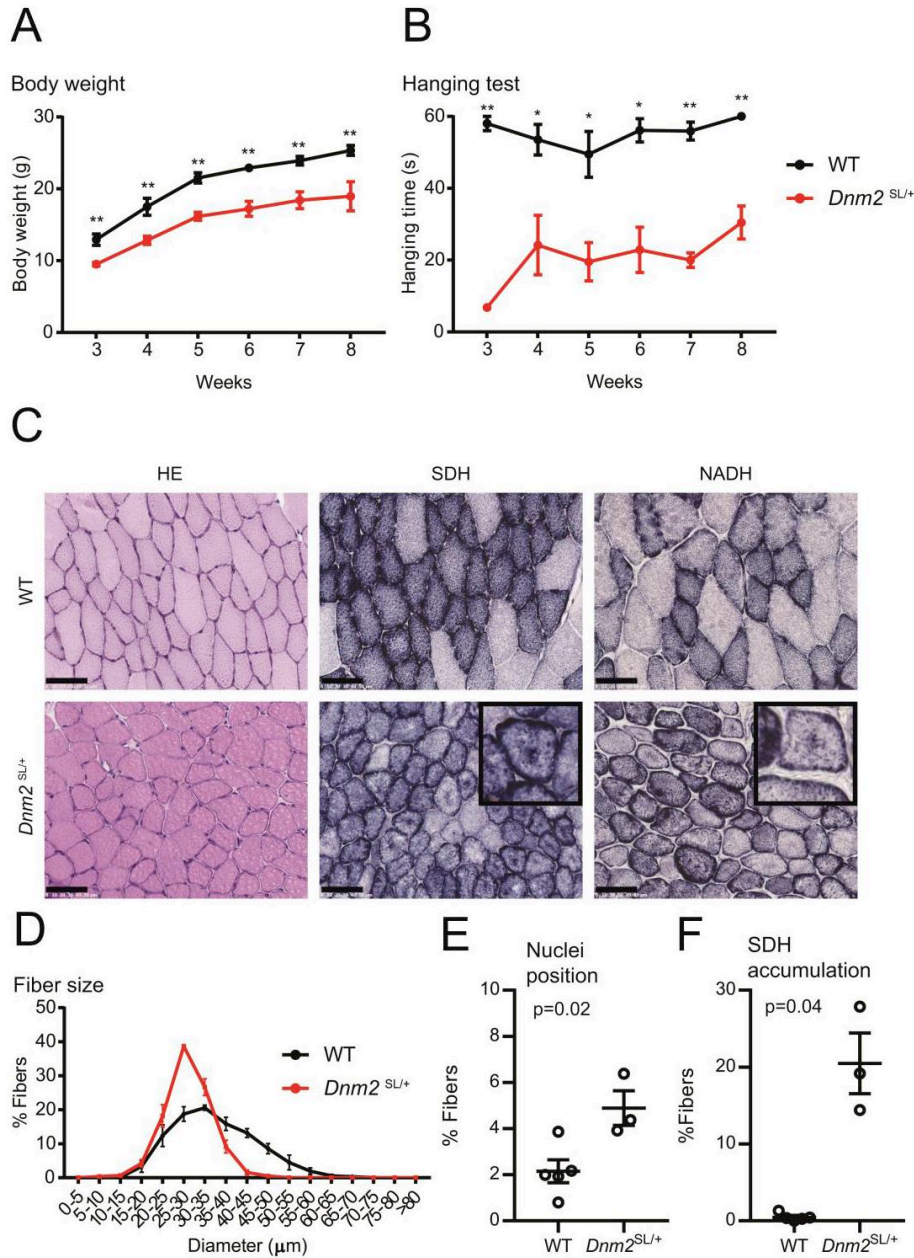 A
Body weight
30
20
10
0
Body weight (g)
** ** ** ** ** **
3 4 5 6 7 8
Weeks
B
Hanging test
60
40
20
0
Hanging time (s)
** * * * ** **
3 4 5 6 7 8
Weeks
WT
Dnm2 SL/+
C
HE SDH NADH
WT
Dnm2 SL/+
D
Fiber size
50
40
30
20
10
0
% Fibers
WT
Dnm2 SL/+
0-5 5-10 10-15 15-20 20-25 25-30 30-35 35-40 40-45 45-50 50-55 55-60 60-65 65-70 70-75 75-80 >80
Diameter (μm)
E
Nuclei
position
p=0.02
10
8
6
4
2
0
% Fibers
WT Dnm2SL/+
F
SDH
accumulation
p=0.04
30
20
10
0
%Fibers
WT Dnm2SL/+